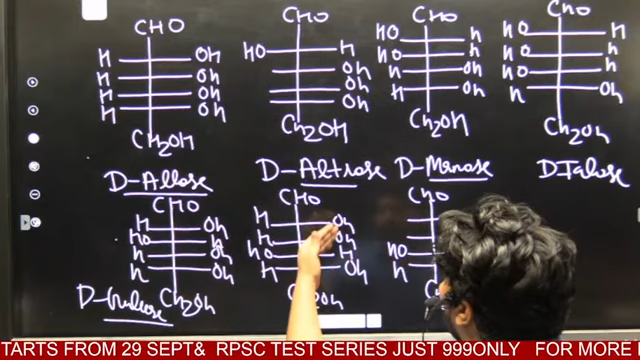 CHO CHO CHO CHO
H OH HO H HO H HO H
H OH OH HO H HO H
H OH OH H OH HO H
H OH OH H OH H OH
CH2OH CH2OH CH2OH CH2OH
D-Allose D-Altrose D-Manose D Talose
CHO CHO CHO
H OH H OH
HO H H OH
H OH HO H HO
H OH H OH H
D- CH2OH
TARTS FROM 29 SEPT& RPSC TEST SERIES JUST 999ONLY FOR MORE